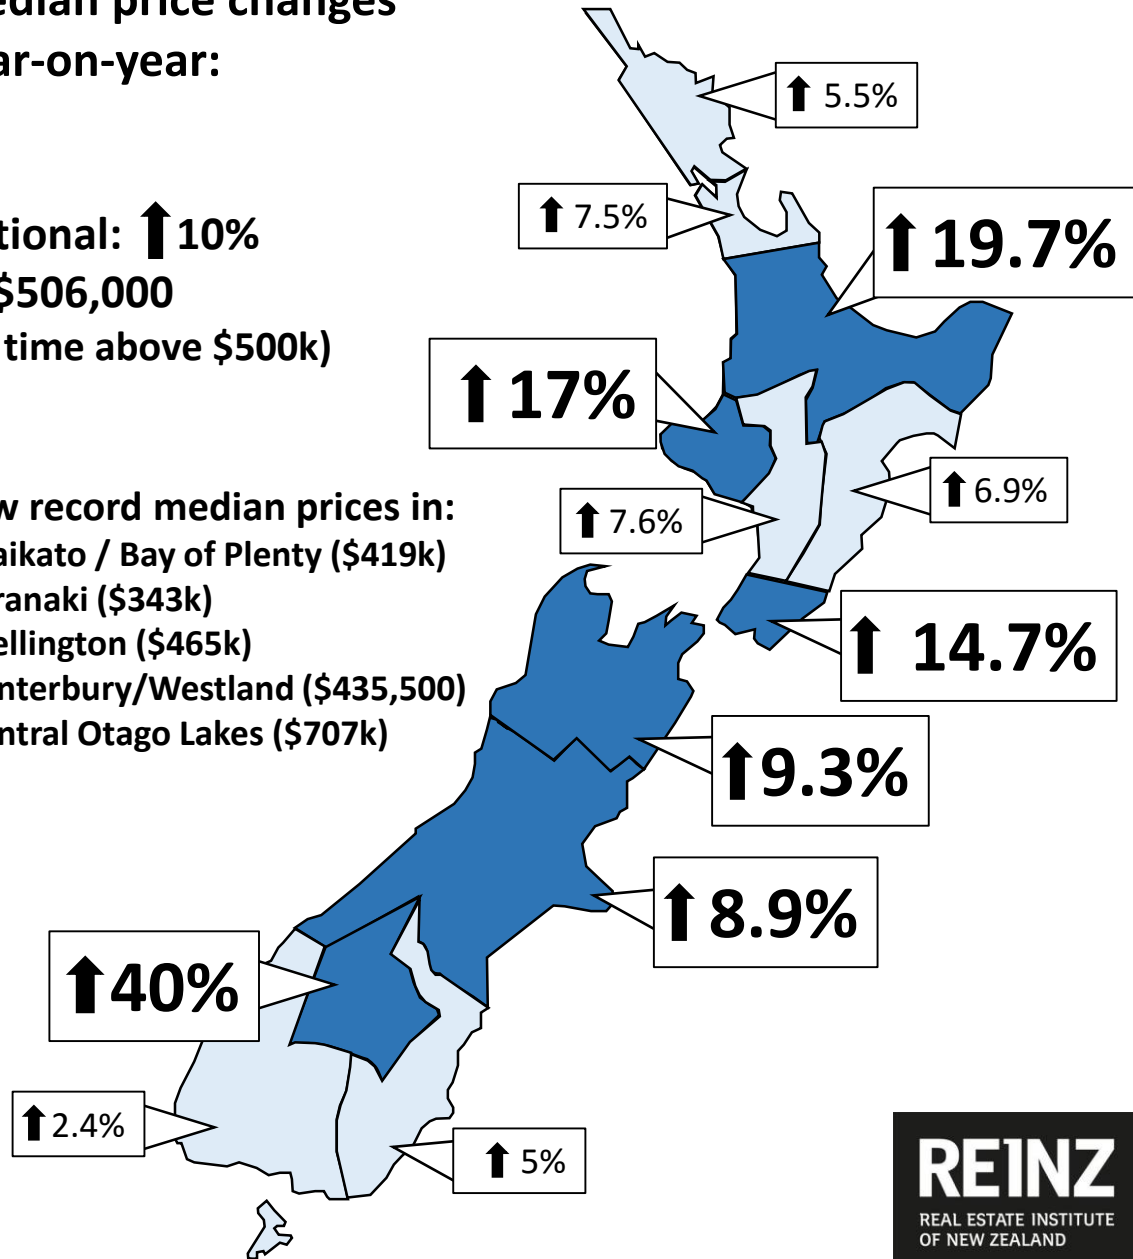 edian price changes
ar-on-year:
5.5%
7.5%
tional: 10%
$506,000
time above $500k)
19.7%
17%
6.9%
7.6%
w record median prices in:
aikato / Bay of Plenty ($419k)
ranaki ($343k)
ellington ($465k)
nterbury/Westland ($435,500)
ntral Otago Lakes ($707k)
14.7%
9.3%
8.9%
40%
2.4%
5%
REINZ
REAL ESTATE INSTITUTE
OF NEW ZEALAND